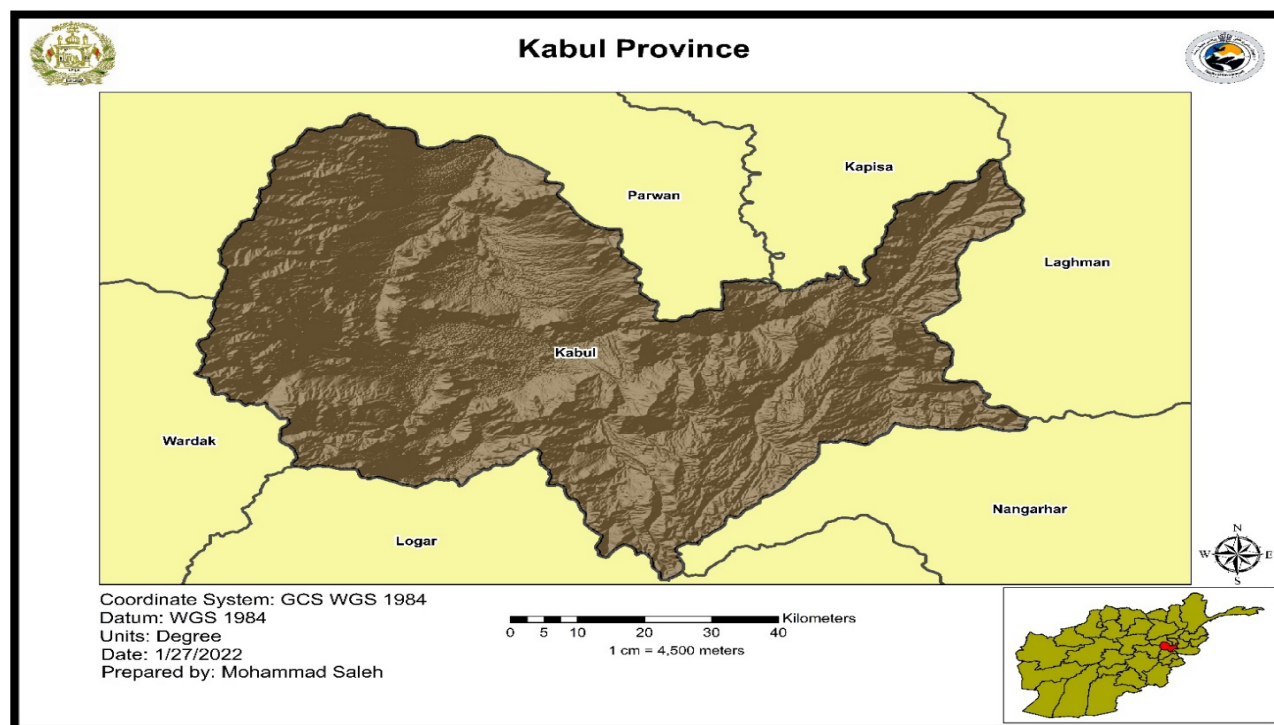 Kabul Province
Kapisa
Parwan
Laghman
Kabul
Wardak
Nangarhar
Logar
N
W E
S
Coordinate System: GCS WGS 1984
Datum: WGS 1984
Units: Degree
Date: 1/27/2022
Prepared by: Mohammad Saleh
Kilometers
0 5 10 20 30 40
1 cm = 4,500 meters